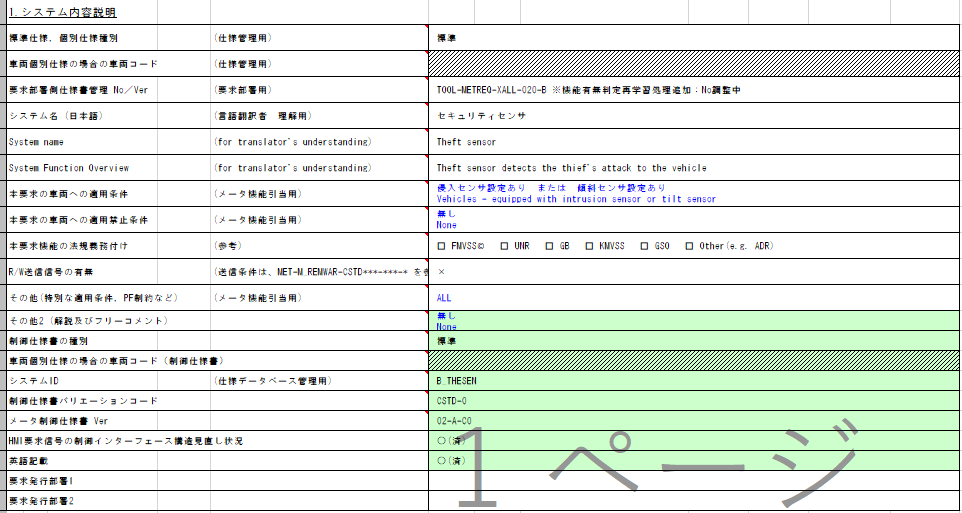 1. システム内容説明
標準仕様，個別仕様種別 (仕様管理用) 標準
車両個別仕様の場合の車両コード (仕様管理用)
要求部署側仕様書管理 No／Ver (要求部署用) TOOL-METREQ-XALL-020-B ※機能有無判定再学習処理追加：No調整中
システム名（日本語） (言語翻訳者　理解用) セキュリティセンサ
System name (for translator's understanding) Theft sensor
System Function Overview (for translator's understanding) Theft sensor detects the thief's attack to the vehicle
本要求の車両への適用条件 (メータ機能引当用) 侵入センサ設定あり　または　傾斜センサ設定あり
Vehicles - equipped with intrusion sensor or tilt sensor
本要求の車両への適用禁止条件 (メータ機能引当用) 無し
None
本要求機能の法規義務付け (参考) □ FMVSS© □ UNR □ GB □ KMVSS □ GSO □ Other(e.g. ADR)
R/W送信信号の有無 (送信条件は、MET-M_REMWAR-CSTD***-***-* を参 ×
その他(特別な適用条件，PF制約など) (メータ機能引当用) ALL
その他2（解説及びフリーコメント） 無し
None
制御仕様書の種別 標準
車両個別仕様の場合の車両コード（制御仕様書）
システムID (仕様データベース管理用) B_THESEN
制御仕様書バリエーションコード CSTD-0
メータ制御仕様書 Ver 02-A-C0
HMI要求信号の制御インターフェース構造見直し状況 ○(済)
英語記載 ○(済)
要求発行部署1
要求発行部署2
1 ページ